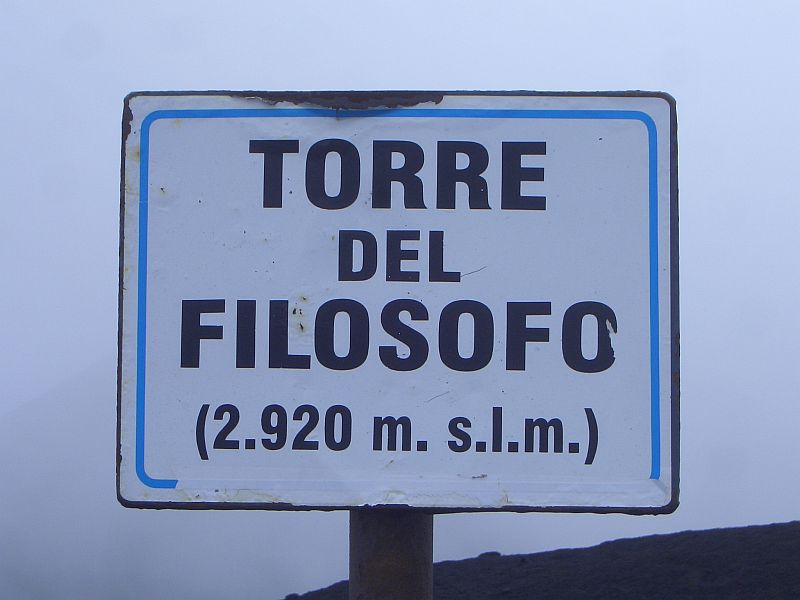 TORRE
DEL
FILOSOFO
(2.920 m. s.l.m.)